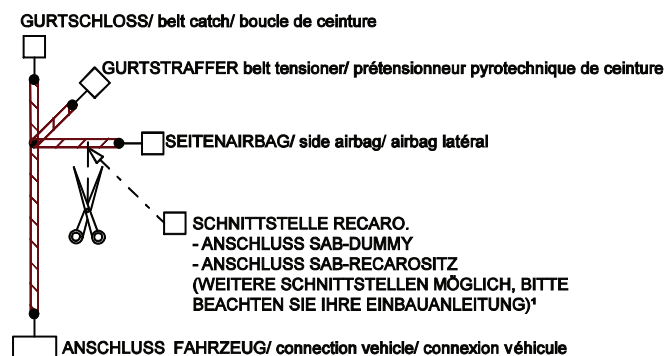 GURTSCHLOSS/ belt catch/ boucle de ceinture
GURTSTRAFFER belt tensioner/ prétensionneur pyrotechnique de ceinture
SEITENAIRBAG/ side airbag/ airbag latéral
SCHNITTSTELLE RECARO.
- ANSCHLUSS SAB-DUMMY
- ANSCHLUSS SAB-RECAROSITZ
(WEITERE SCHNITTSTELLEN MÖGLICH, BITTE
BEACHTEN SIE IHRE EINBAUANLEITUNG)¹
ANSCHLUSS FAHRZEUG/ connection vehicle/ connexion véhicule